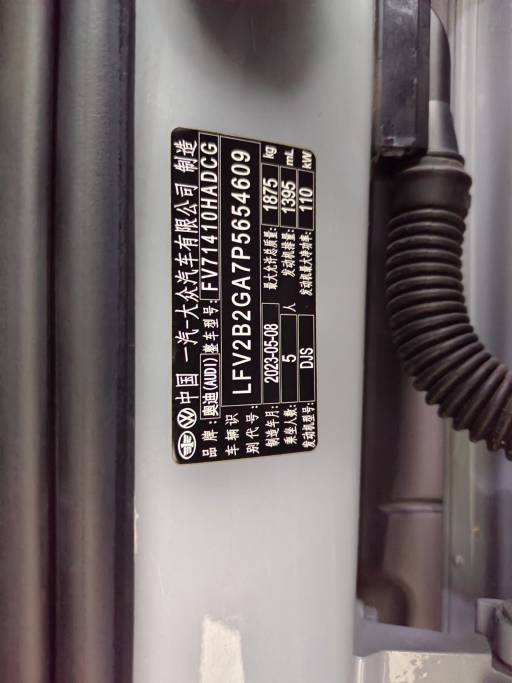 中国 一汽-大众汽车有限公司 制造
品牌: 奥迪(AUDI) 整车型号: FV71410HADCG
车辆识别代号: LFV2B2GA7P5654609
制造年月: 2023-05-08 最大允许总质量: 1875 kg
乘坐人数: 5 人 发动机排量: 1395 mL
发动机型号: DJS 发动机最大净功率: 110 kW